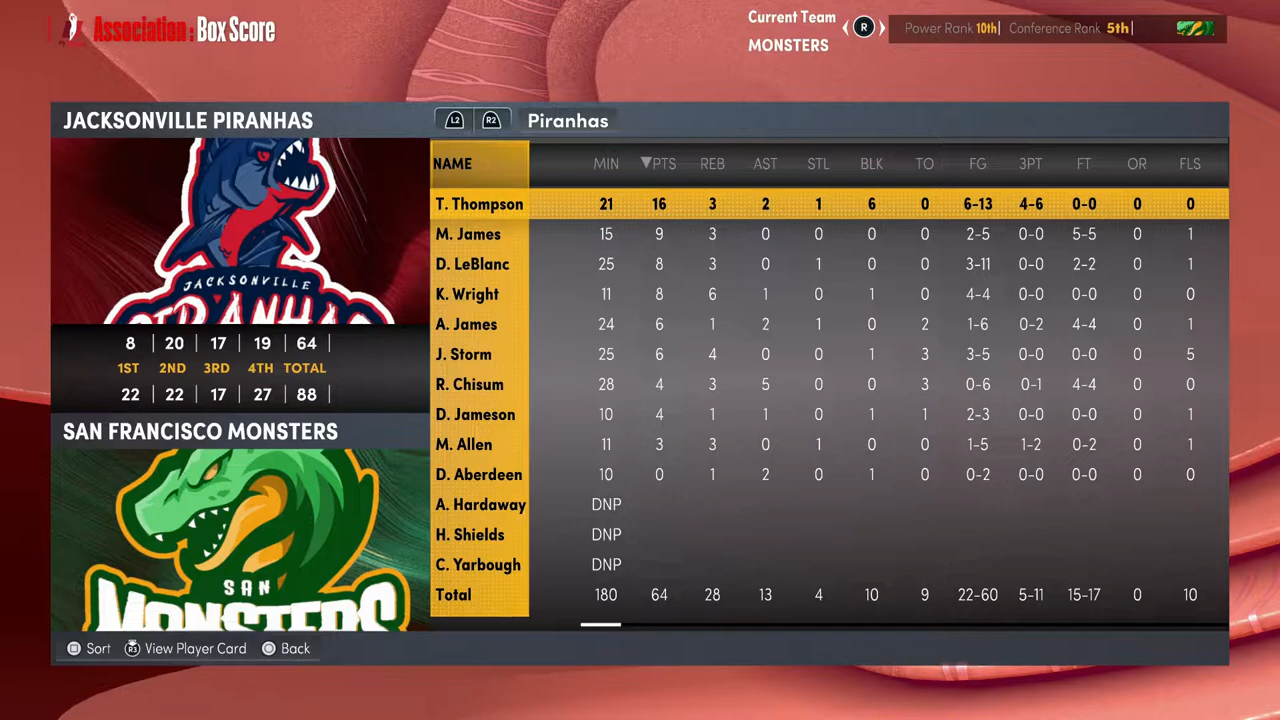 Association : Box Score
Current Team
MONSTERS
R
Power Rank 10th| Conference Rank 5th|
JACKSONVILLE PIRANHAS
JACKSONVILLE
PIRANHAS
8 | 20 | 17 | 19 | 64 |
1ST 2ND 3RD 4TH TOTAL
22 | 22 | 17 | 27 | 88 |
SAN FRANCISCO MONSTERS
SAN
MONSTERS
L2 R2 Piranhas
NAME MIN PTS REB AST STL BLK TO FG 3PT FT OR FLS
T. Thompson 21 16 3 2 1 6 0 6-13 4-6 0-0 0 0
M. James 15 9 3 0 0 0 0 2-5 0-0 5-5 0 1
D. LeBlanc 25 8 3 0 1 0 0 3-11 0-0 2-2 0 1
K. Wright 11 8 6 1 0 1 0 4-4 0-0 0-0 0 0
A. James 24 6 1 2 1 0 2 1-6 0-2 4-4 0 1
J. Storm 25 6 4 0 0 1 3 3-5 0-0 0-0 0 5
R. Chisum 28 4 3 5 0 0 3 0-6 0-1 4-4 0 0
D. Jameson 10 4 1 1 0 1 1 2-3 0-0 0-0 0 1
M. Allen 11 3 3 0 1 0 0 1-5 1-2 0-2 0 1
D. Aberdeen 10 0 1 2 0 1 0 0-2 0-0 0-0 0 0
A. Hardaway DNP
H. Shields DNP
C. Yarbough DNP
Total 180 64 28 13 4 10 9 22-60 5-11 15-17 0 10
Sort R3 View Player Card Back